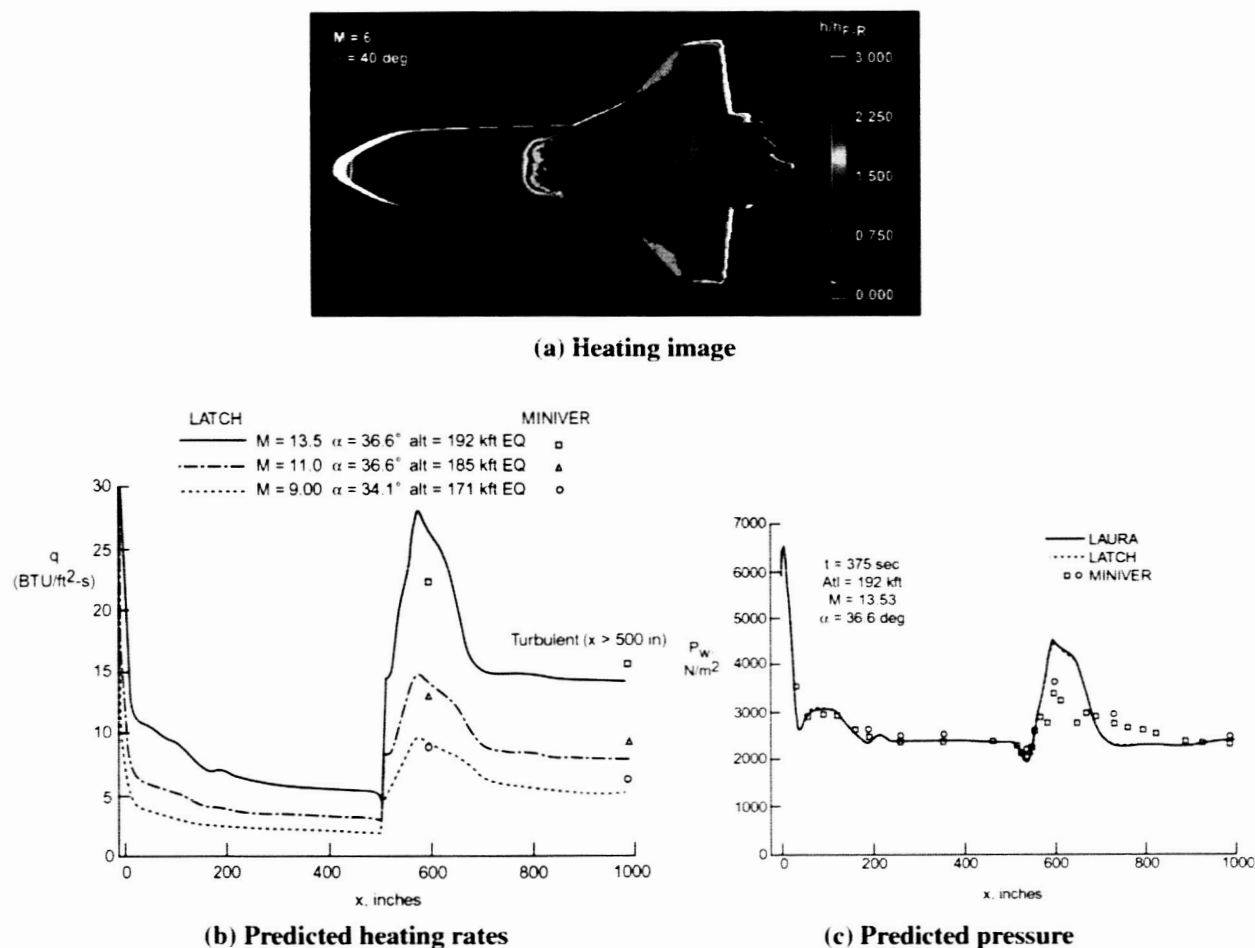 M = 6
= 40 deg
h/hF-R
3.000
2.250
1.500
0.750
0.000
(a) Heating image
LATCH MINIVER
M = 13.5 α = 36.6° alt = 192 kft EQ
M = 11.0 α = 36.6° alt = 185 kft EQ
M = 9.00 α = 34.1° alt = 171 kft EQ
30
25
20
15
10
5
0
q
(BTU/ft²-s)
Turbulent (x > 500 in)
0 200 400 600 800 1000
x, inches
(b) Predicted heating rates
7000
6000
5000
4000
3000
2000
1000
0
Pw,
N/m²
t = 375 sec
Atl = 192 kft
M = 13.53
α = 36.6 deg
LAURA
LATCH
MINIVER
0 200 400 600 800 1000
x, inches
(c) Predicted pressure